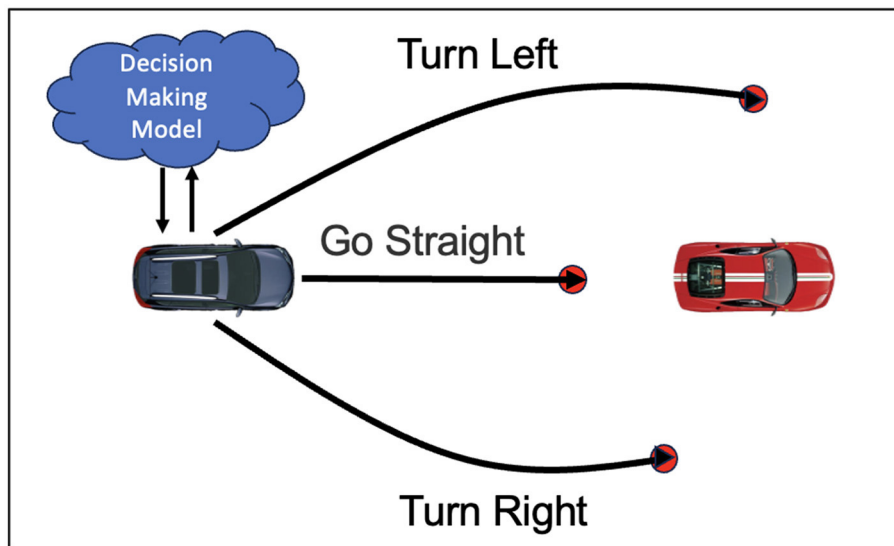 Decision
Making
Model
Turn Left
Go Straight
Turn Right